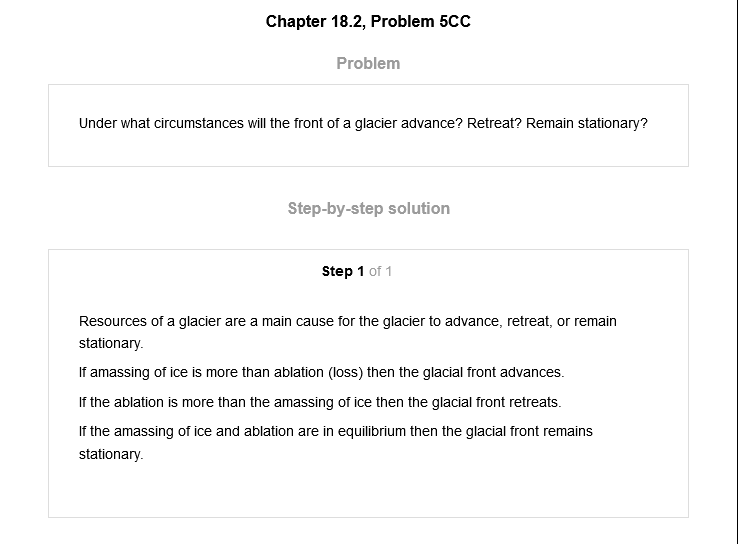 Chapter 18.2, Problem 5CC
Problem
Under what circumstances will the front of a glacier advance? Retreat? Remain stationary?
Step-by-step solution
Step 1 of 1
Resources of a glacier are a main cause for the glacier to advance, retreat, or remain
stationary.
If amassing of ice is more than ablation (loss) then the glacial front advances.
If the ablation is more than the amassing of ice then the glacial front retreats.
If the amassing of ice and ablation are in equilibrium then the glacial front remains
stationary.